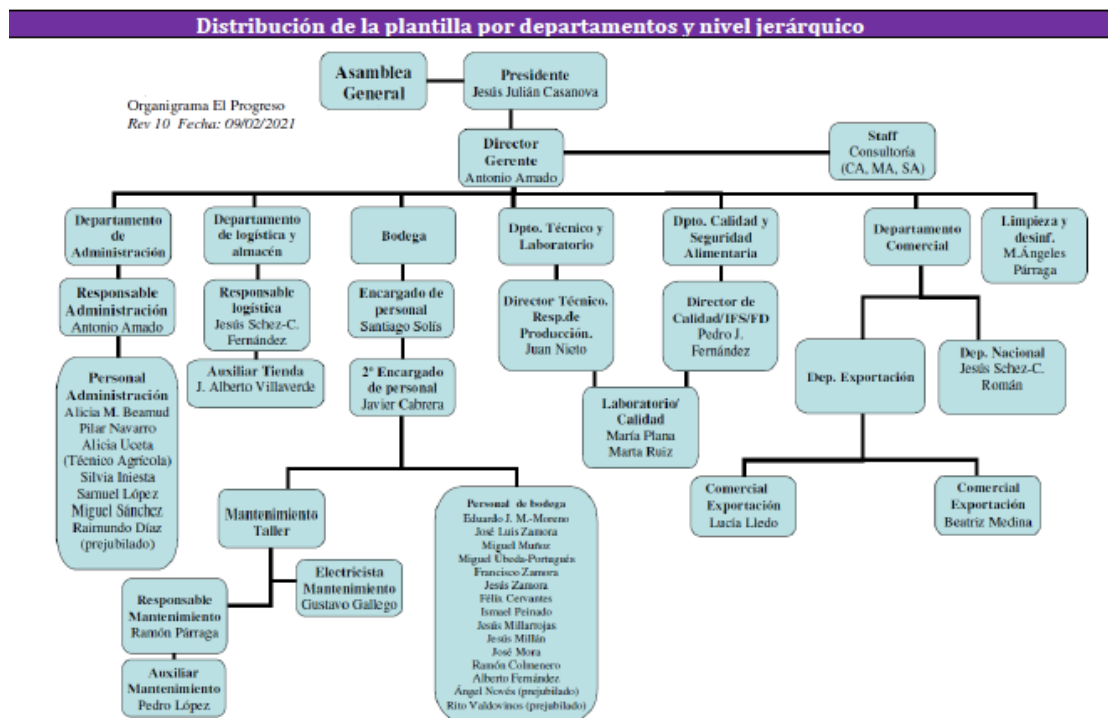 Distribución de la plantilla por departamentos y nivel jerárquico
Asamblea
General
Presidente
Jesús Julián Casanova
Organigrama El Progreso
Rev 10 Fecha: 09/02/2021
Director
Gerente
Antonio Amado
Staff
Consultoría
(CA, MA, SA)
Departamento
de
Administración
Departamento
de logística y
almacén
Bodega
Dpto. Técnico y
Laboratorio
Dpto. Calidad y
Seguridad
Alimentaria
Departamento
Comercial
Limpieza y
desinf.
M.Ángeles
Párraga
Responsable
Administración
Antonio Amado
Responsable
logística
Jesús Schez-C.
Fernández
Encargado de
personal
Santiago Solís
Director Técnico.
Resp.de
Producción.
Juan Nieto
Director de
Calidad/IFS/FD
Pedro J.
Fernández
Dep. Exportación
Dep. Nacional
Jesús Schez-C.
Román
Personal
Administración
Alicia M. Beamud
Pilar Navarro
Alicia Uceta
(Técnico Agrícola)
Silvia Iniesta
Samuel López
Miguel Sánchez
Raimundo Díaz
(prejubilado)
Auxiliar Tienda
J. Alberto Villaverde
2º Encargado
de personal
Javier Cabrera
Laboratorio/
Calidad
María Plana
Marta Ruiz
Comercial
Exportación
Lucía Lledo
Comercial
Exportación
Beatriz Medina
Mantenimiento
Taller
Personal de bodega
Eduardo J. M.-Moreno
José Luis Zamora
Miguel Muñoz
Miguel Úbeda-Portugués
Francisco Zamora
Jesús Zamora
Félix Cervantes
Ismael Peinado
Jesús Millarrojas
Jesús Millán
José Mora
Ramón Colmenero
Alberto Fernández
Ángel Novés (prejubilado)
Rito Valdovinos (prejubilado)
Electricista
Mantenimiento
Gustavo Gallego
Responsable
Mantenimiento
Ramón Párraga
Auxiliar
Mantenimiento
Pedro López